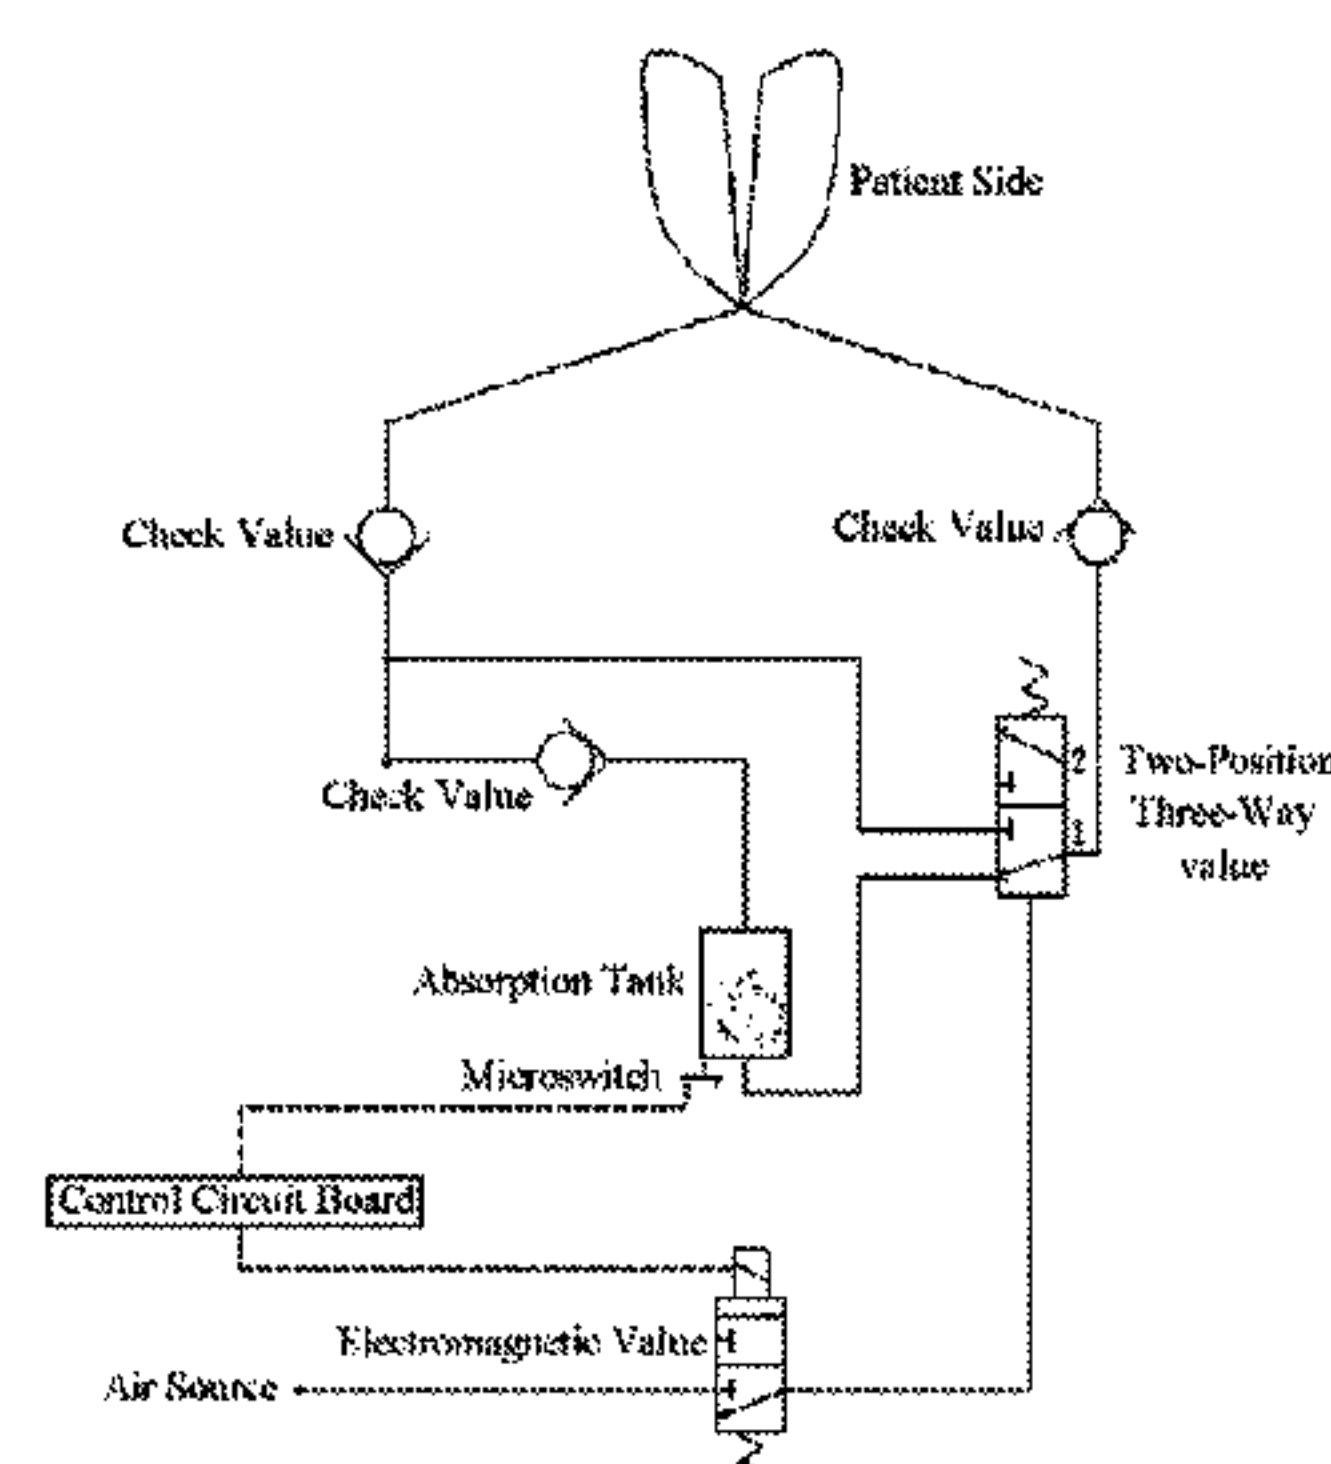 Patient Side
Check Value
Check Value
Check Value
2
1
Two-Position
Three-Way
value
Absorption Tank
Microswitch
Control Circuit Board
Electromagnetic Value
Air Source